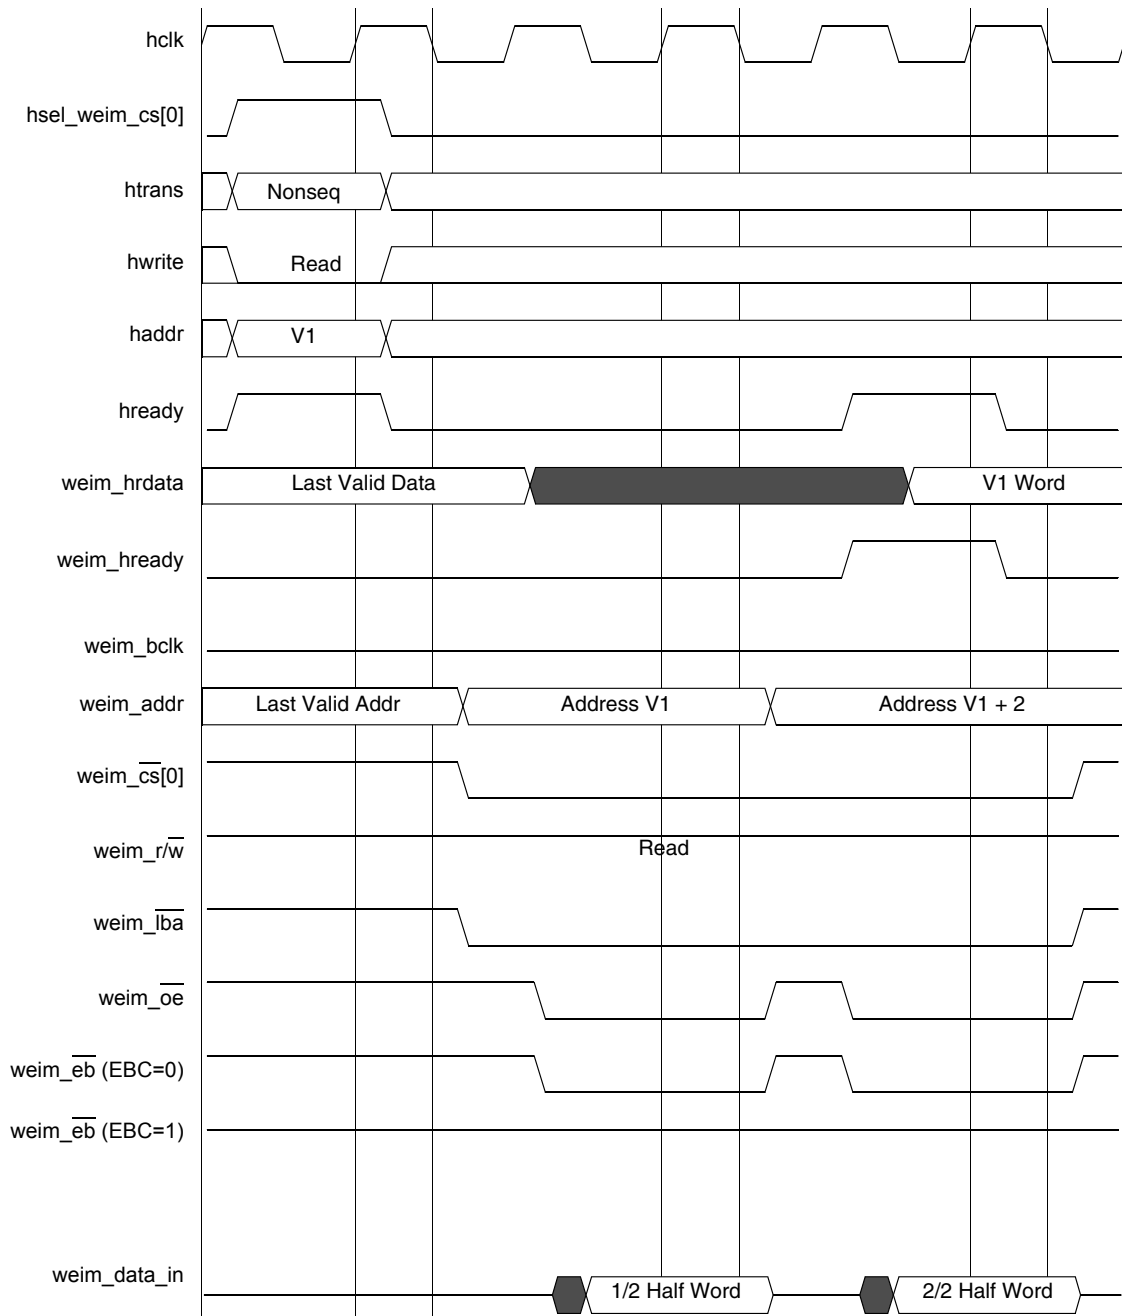 hclk
hsel_weim_cs[0]
htrans Nonseq
hwrite Read
haddr V1
hready
weim_hrdata Last Valid Data V1 Word
weim_hready
weim_bclk
weim_addr Last Valid Addr Address V1 Address V1 + 2
weim_cs[0]
weim_r/w Read
weim_lba
weim_oe
weim_eb (EBC=0)
weim_eb (EBC=1)
weim_data_in 1/2 Half Word 2/2 Half Word